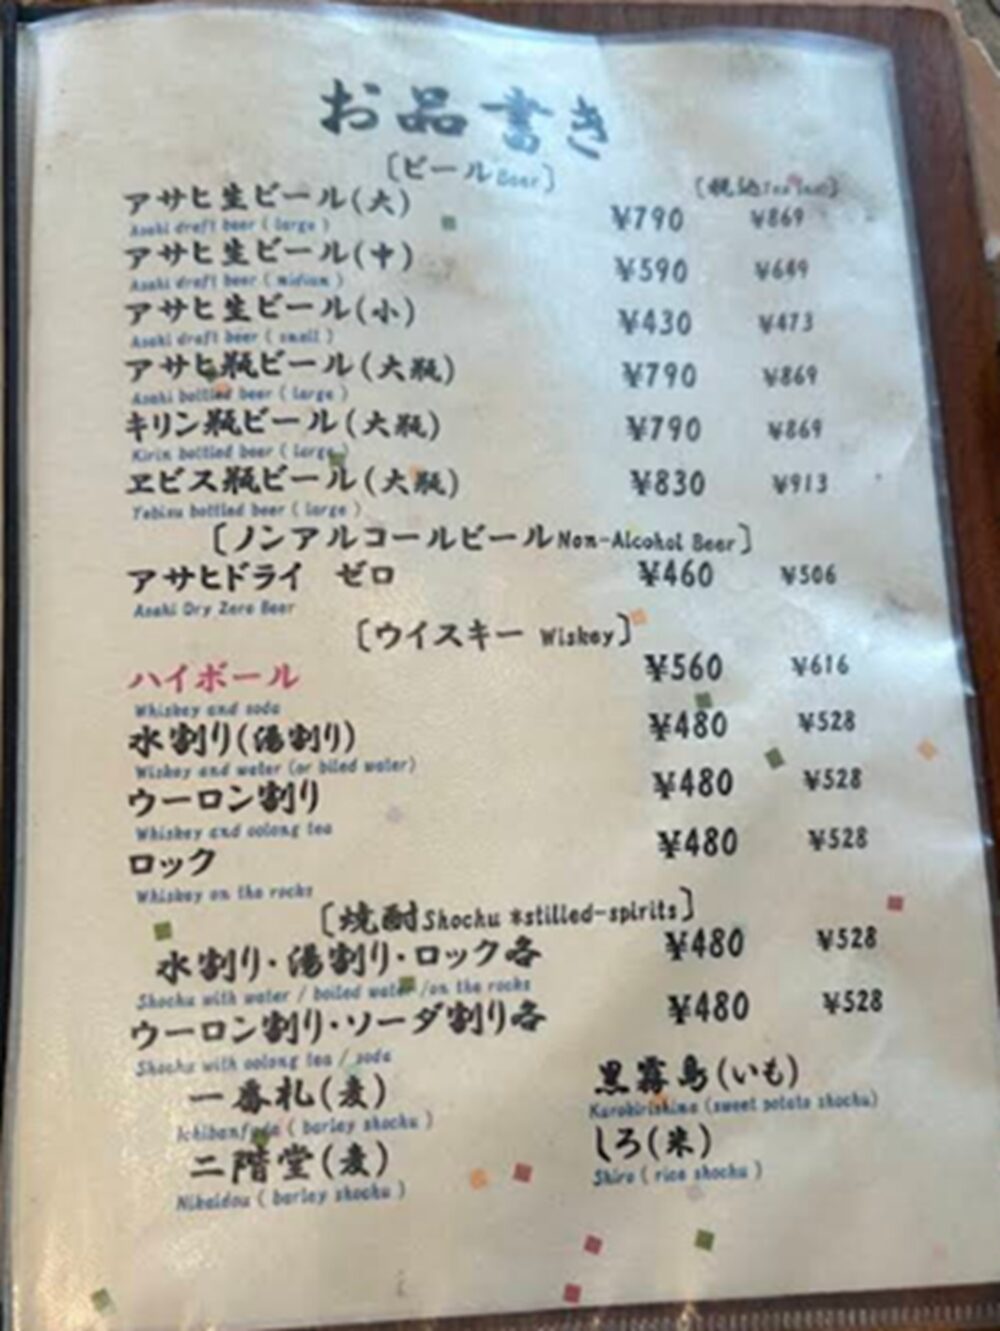 お品書き
〔ビールBeer〕 〔税込
アサヒ生ビール(大) ¥790 ¥869
Asahi draft beer ( large )
アサヒ生ビール(中) ¥590 ¥649
Asahi draft beer ( midium )
アサヒ生ビール(小) ¥430 ¥473
Asahi draft beer ( small )
アサヒ瓶ビール(大瓶) ¥790 ¥869
Asahi bottled beer ( large )
キリン瓶ビール(大瓶) ¥790 ¥869
Kirin bottled beer ( large )
ヱビス瓶ビール(大瓶) ¥830 ¥913
Yebisu bottled beer ( large )
〔ノンアルコールビールNon-Alcohol Beer〕
アサヒドライ ゼロ ¥460 ¥506
Asahi Dry Zero Beer
〔ウイスキー Wiskey〕
ハイボール ¥560 ¥616
Whiskey and soda
水割り(湯割り) ¥480 ¥528
Wiskey and water (or biled water)
ウーロン割り ¥480 ¥528
Whiskey and oolong tea
ロック ¥480 ¥528
Whiskey on the rocks
〔焼酎Shochu *stilled-spirits〕
水割り・湯割り・ロック各 ¥480 ¥528
Shochu with water / boiled water /on the rocks
ウーロン割り・ソーダ割り各 ¥480 ¥528
Shochu with oolong tea / soda
一番札(麦) 黒霧島(いも)
Ichibanfuda ( barley shochu ) Kurokirishima (sweet potato shochu)
二階堂(麦) しろ(米)
Nikaidou ( barley shochu ) Shiro ( rice shochu )